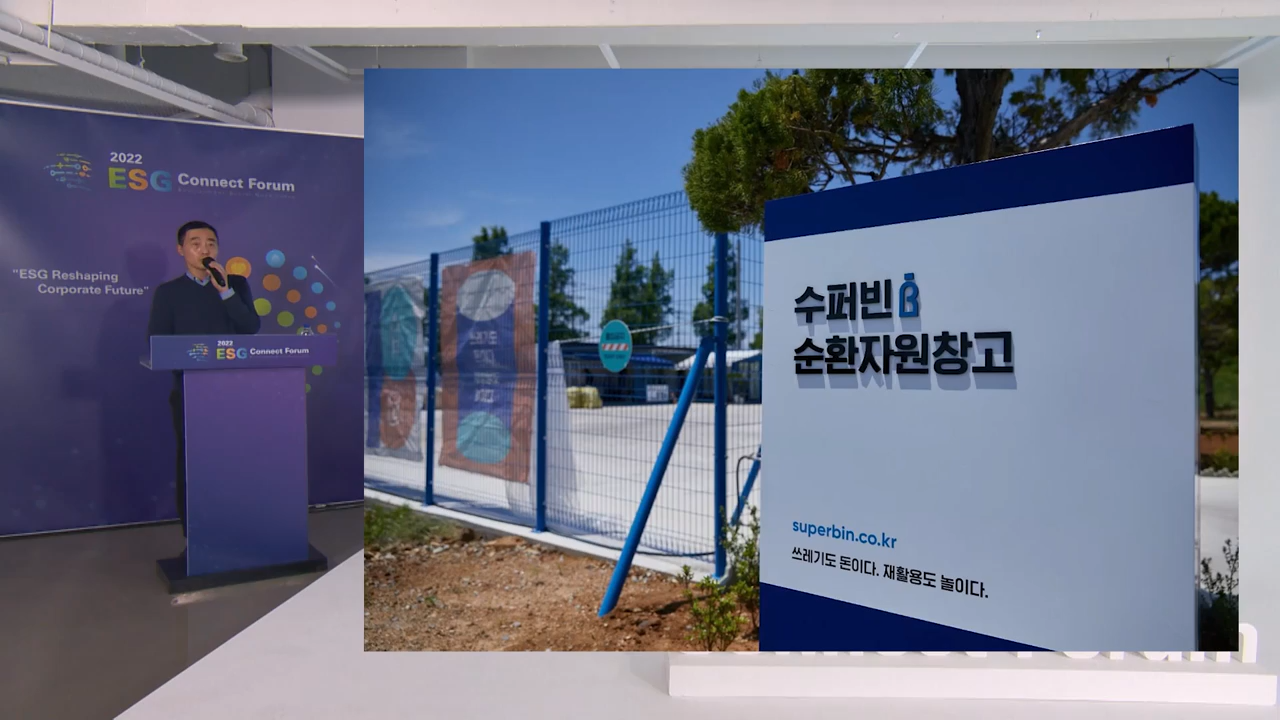 2022
ESG Connect Forum
"ESG Reshaping
Corporate Future"
2022
ESG Connect Forum
수퍼빈
순환자원창고
superbin.co.kr
쓰레기도 돈이다. 재활용도 놀이다.